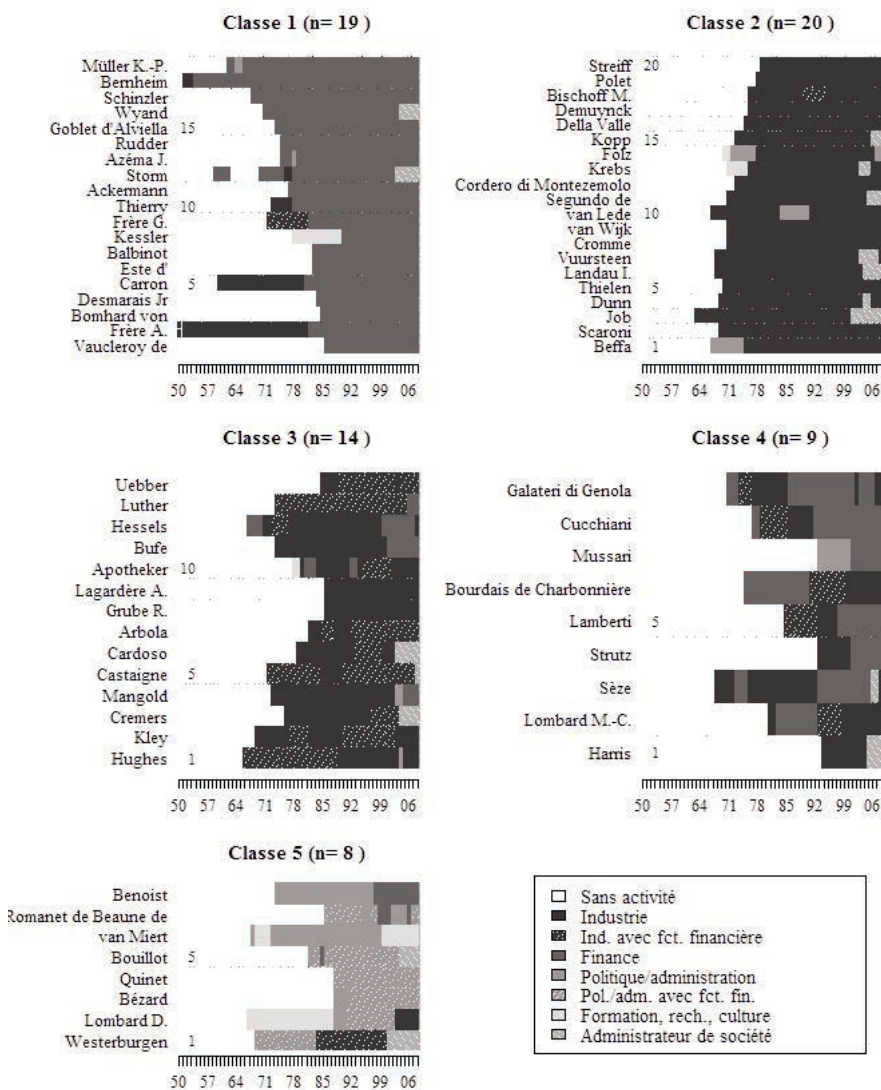 Classe 1 (n= 19 )
Müller K.-P.
Bernheim
Schinzler
Wyand
Goblet d'Alviella 15
Rudder
Azéma J.
Storm
Ackermann
Thierry 10
Frère G.
Kessler
Balbinot
Este d'
Carron 5
Desmarais Jr
Bomhard von
Frère A.
Vaucleroy de
50 57 64 71 78 85 92 99 06
Classe 2 (n= 20 )
Streiff 20
Polet
Bischoff M.
Demuynck
Della Valle
Kopp 15
Folz
Krebs
Cordero di Montezemolo
Segundo de
van Lede 10
van Wijk
Cromme
Vuursteen
Landau I.
Thielen 5
Dunn
Job
Scaroni
Beffa 1
50 57 64 71 78 85 92 99 06
Classe 3 (n= 14 )
Uebber
Luther
Hessels
Bufe
Apotheker 10
Lagardère A.
Grube R.
Arbola
Cardoso
Castaigne 5
Mangold
Cremers
Kley
Hughes 1
50 57 64 71 78 85 92 99 06
Classe 4 (n= 9 )
Galateri di Genola
Cucchiani
Mussari
Bourdais de Charbonnière
Lamberti 5
Strutz
Sèze
Lombard M.-C.
Harris 1
50 57 64 71 78 85 92 99 06
Classe 5 (n= 8 )
Benoist
Romanet de Beaune de
van Miert
Bouillot 5
Quinet
Bézard
Lombard D.
Westerburgen 1
50 57 64 71 78 85 92 99 06
Sans activité
Industrie
Ind. avec fct. financière
Finance
Politique/administration
Pol./adm. avec fct. fin.
Formation, rech., culture
Administrateur de société